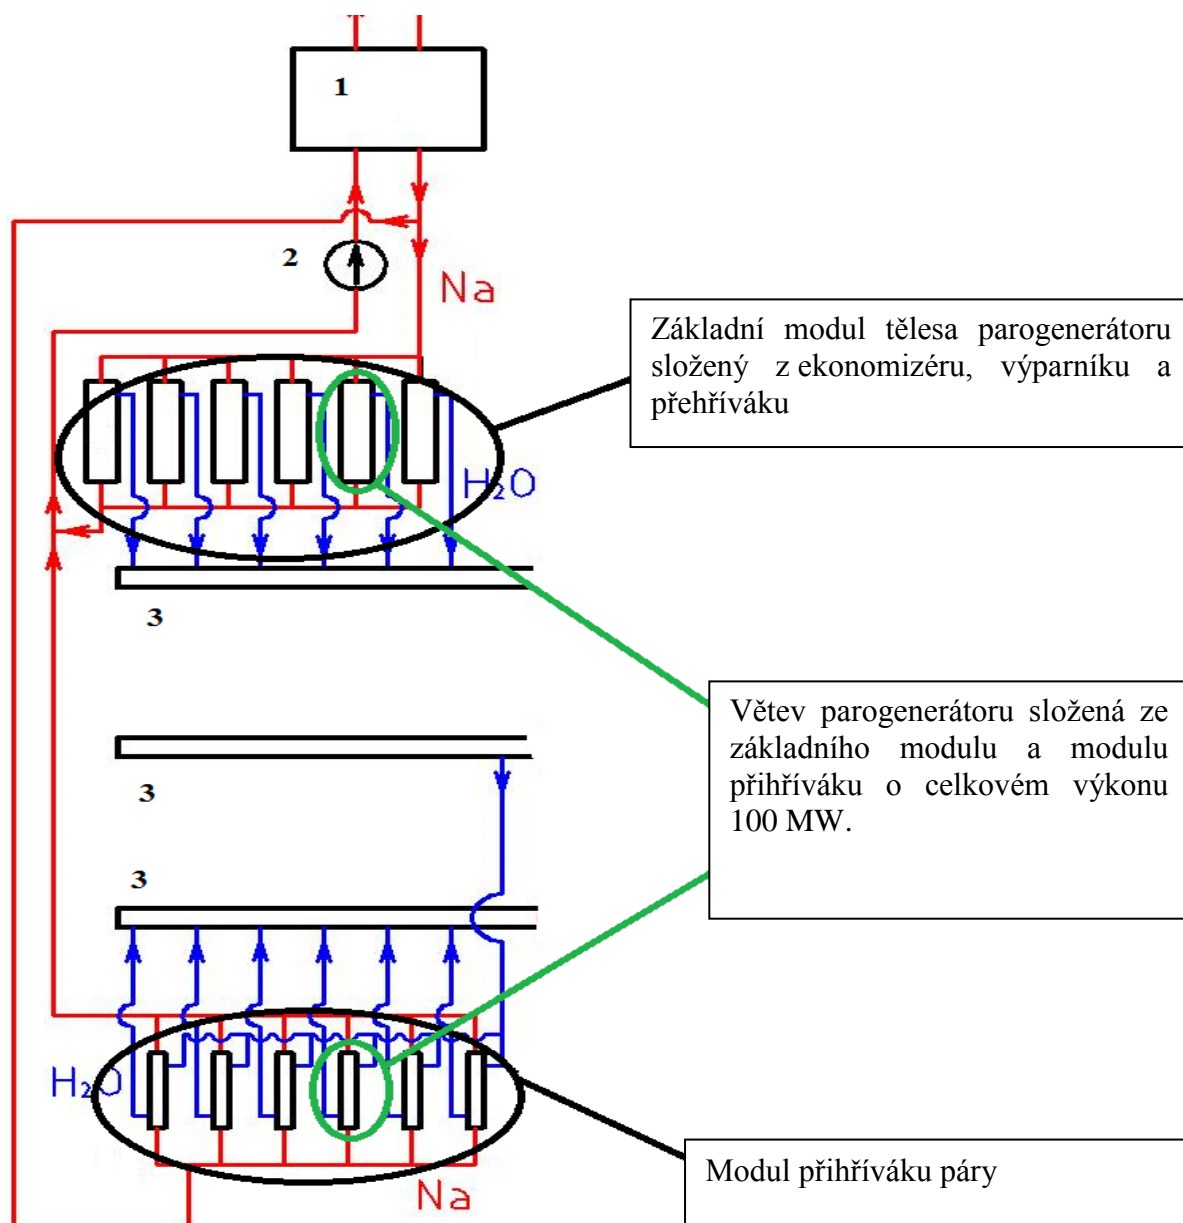 1
2
Na
Základní modul tělesa parogenerátoru
složený z ekonomizéru, výparníku a
přehříváku
H₂O
3
Větev parogenerátoru složená ze
základního modulu a modulu
přihříváku o celkovém výkonu
100 MW.
3
3
H₂O
Modul přihříváku páry
Na